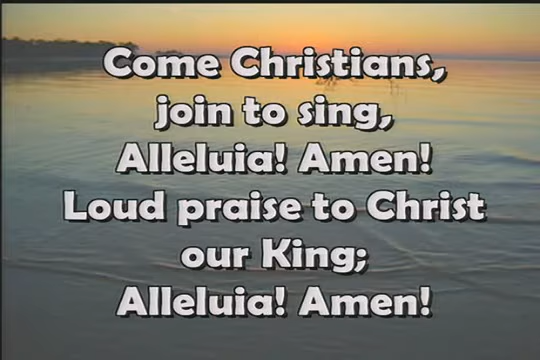 Come Christians,
join to sing,
Alleluia! Amen!
Loud praise to Christ
our King;
Alleluia! Amen!